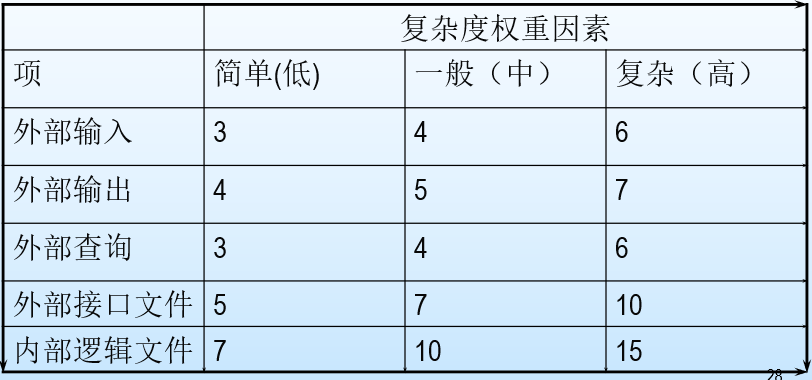 复杂度权重因素
项 简单(低) 一般（中） 复杂（高）
外部输入 3 4 6
外部输出 4 5 7
外部查询 3 4 6
外部接口文件 5 7 10
内部逻辑文件 7 10 15
28